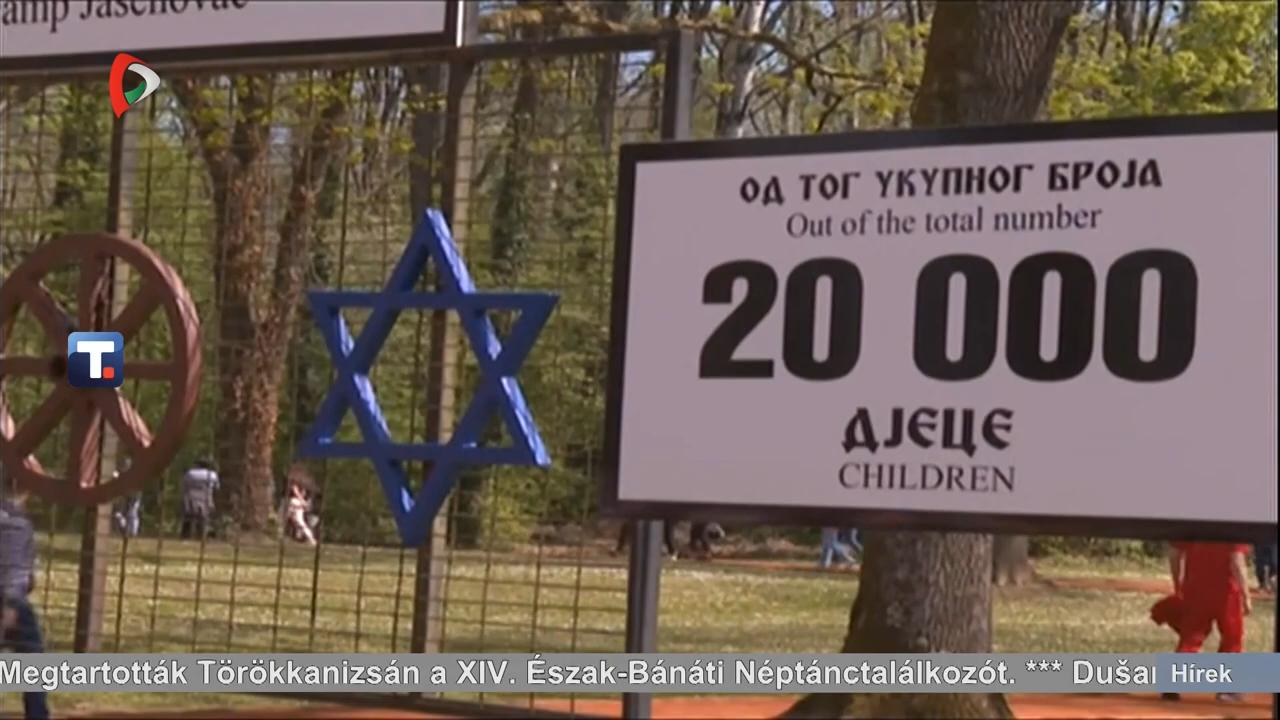 amp Jasenovac
ОД ТОГ УКУПНОГ БРОЈА
Out of the total number
20 000
ДЈЕЦЕ
CHILDREN
T.
Megtartották Törökkanizsán a XIV. Észak-Bánáti Néptánctalálkozót. *** Duša
Hírek